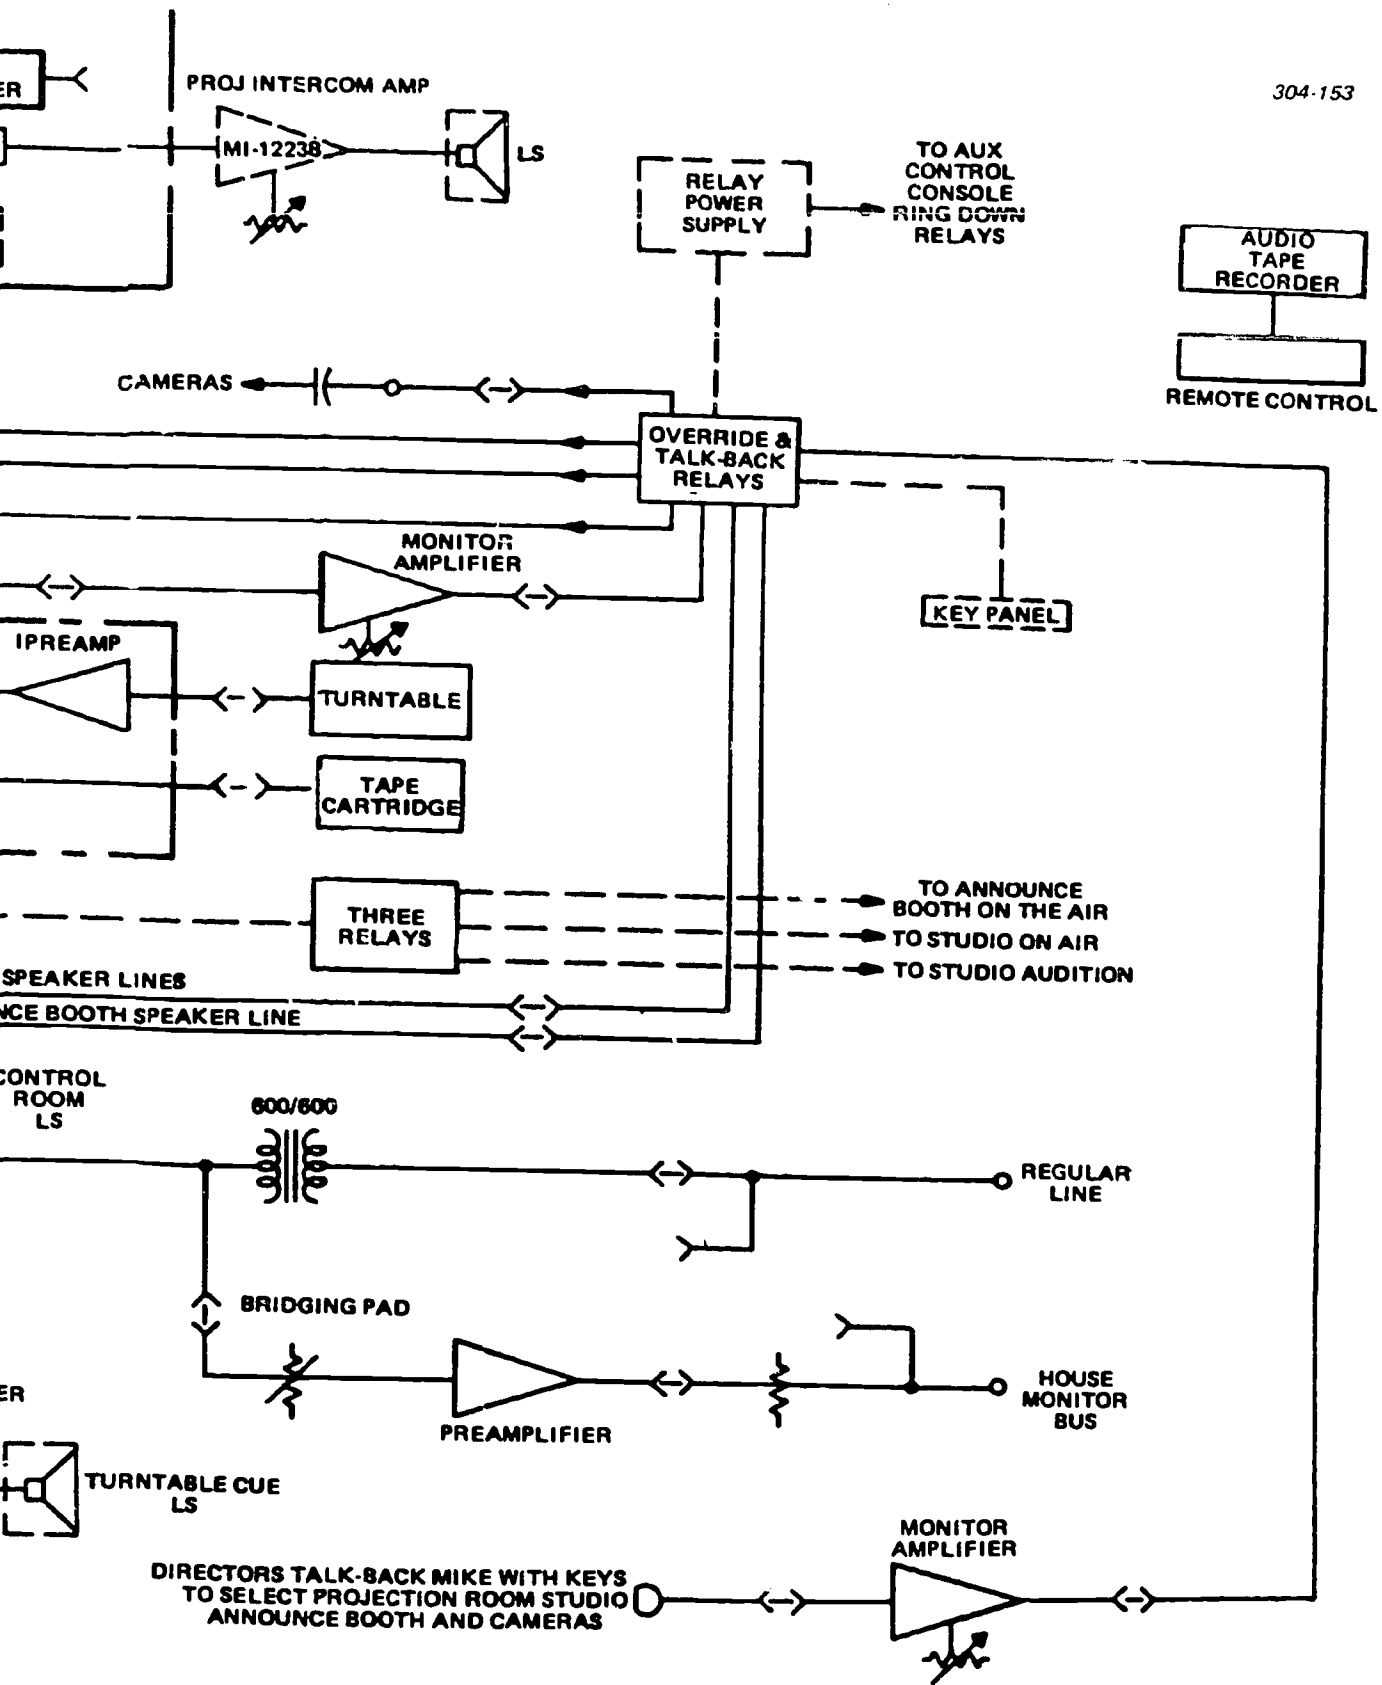 304-153
ER
PROJ INTERCOM AMP
MI-12238
LS
RELAY
POWER
SUPPLY
TO AUX
CONTROL
CONSOLE
RING DOWN
RELAYS
AUDIO
TAPE
RECORDER
REMOTE CONTROL
CAMERAS
OVERRIDE &
TALK-BACK
RELAYS
MONITOR
AMPLIFIER
KEY PANEL
IPREAMP
TURNTABLE
TAPE
CARTRIDGE
THREE
RELAYS
TO ANNOUNCE
BOOTH ON THE AIR
TO STUDIO ON AIR
TO STUDIO AUDITION
SPEAKER LINES
NCE BOOTH SPEAKER LINE
CONTROL
ROOM
LS
600/600
REGULAR
LINE
BRIDGING PAD
PREAMPLIFIER
HOUSE
MONITOR
BUS
ER
TURNTABLE CUE
LS
MONITOR
AMPLIFIER
DIRECTORS TALK-BACK MIKE WITH KEYS
TO SELECT PROJECTION ROOM STUDIO
ANNOUNCE BOOTH AND CAMERAS